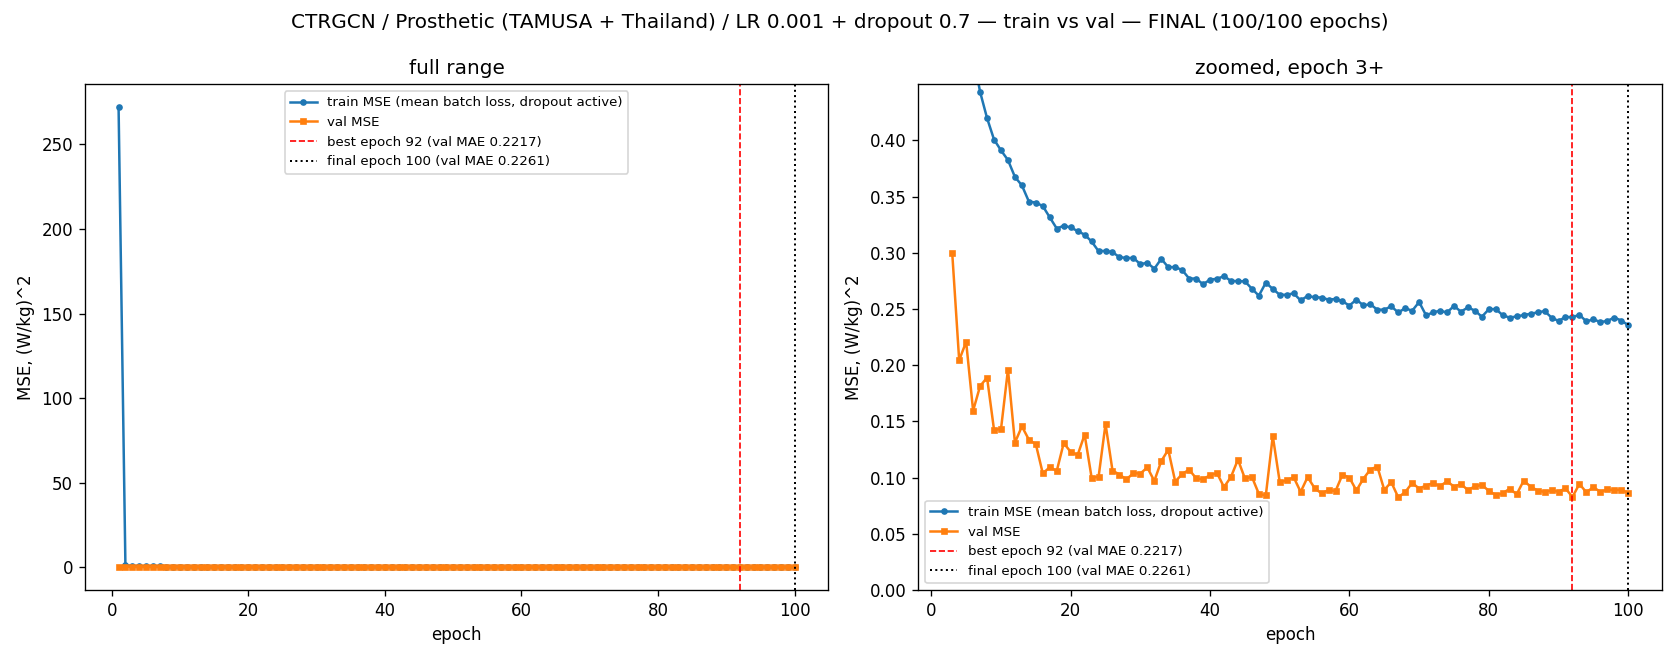 CTRGCN / Prosthetic (TAMUSA + Thailand) / LR 0.001 + dropout 0.7 — train vs val — FINAL (100/100 epochs)
full range
MSE, (W/kg)^2
250
200
150
100
50
0
train MSE (mean batch loss, dropout active)
val MSE
best epoch 92 (val MAE 0.2217)
final epoch 100 (val MAE 0.2261)
0 20 40 60 80 100
epoch
zoomed, epoch 3+
MSE, (W/kg)^2
0.40
0.35
0.30
0.25
0.20
0.15
0.10
0.05
0.00
train MSE (mean batch loss, dropout active)
val MSE
best epoch 92 (val MAE 0.2217)
final epoch 100 (val MAE 0.2261)
0 20 40 60 80 100
epoch